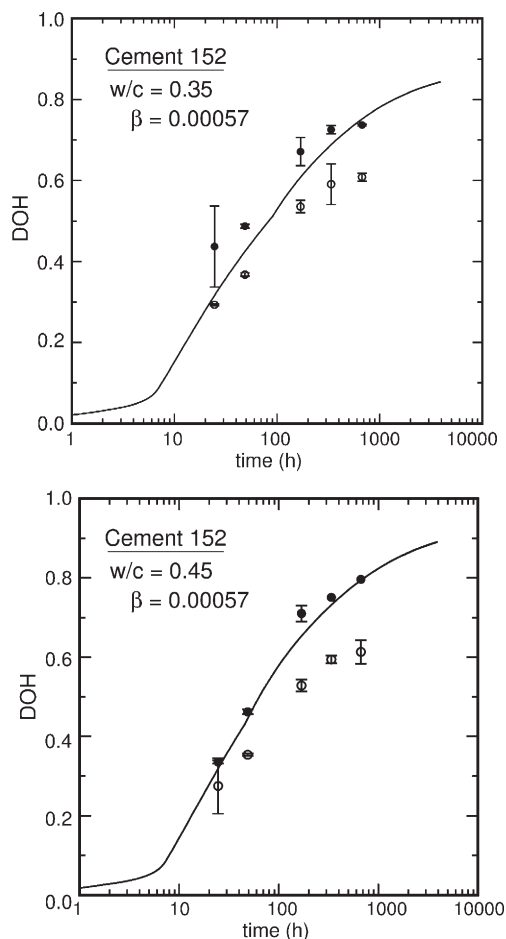 1.0
Cement 152
w/c = 0.35
β = 0.00057
0.8
0.6
DOH
0.4
0.2
0.0
1 10 100 1000 10000
time (h)
1.0
Cement 152
w/c = 0.45
β = 0.00057
0.8
0.6
DOH
0.4
0.2
0.0
1 10 100 1000 10000
time (h)